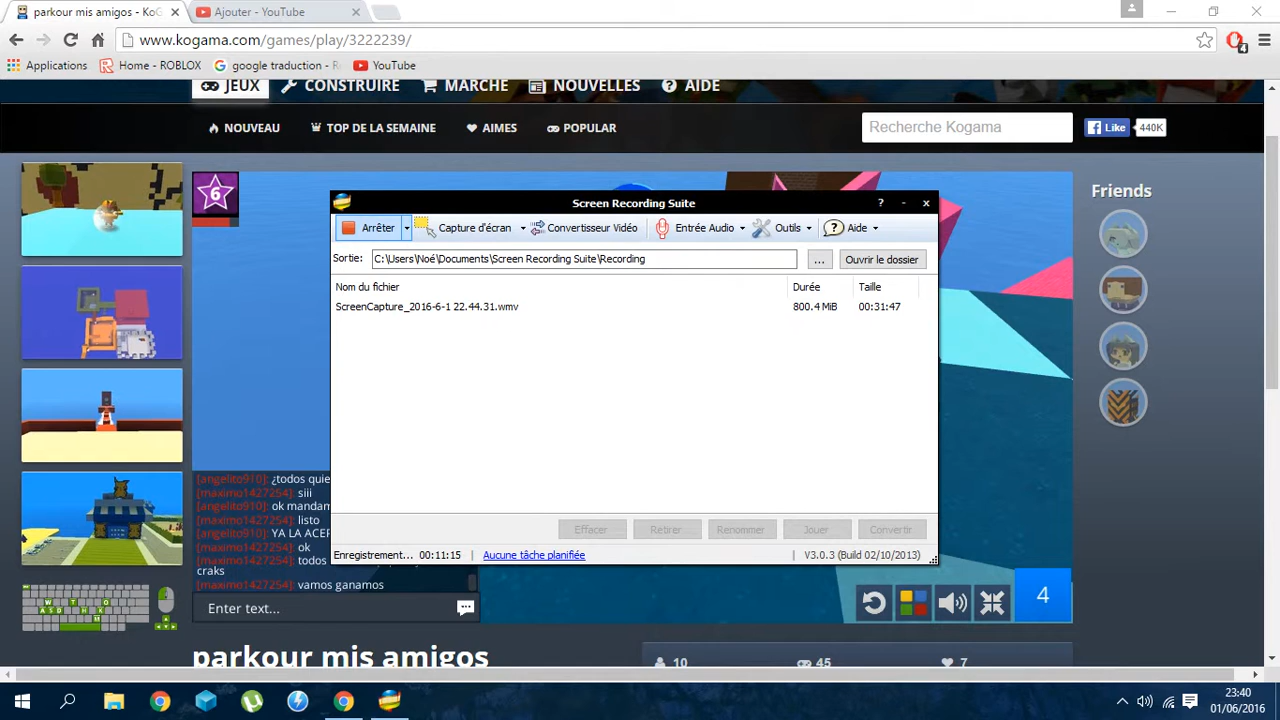 parkour mis amigos - KoG
Ajouter - YouTube
www.kogama.com/games/play/3222239/
4
Applications
Home - ROBLOX
google traduction - R
YouTube
JEUX
CONSTRUIRE
MARCHE
NOUVELLES
AIDE
NOUVEAU
TOP DE LA SEMAINE
AIMES
POPULAR
Recherche Kogama
Like
440K
6
Friends
Screen Recording Suite
?
Arrêter
Capture d'écran
Convertisseur Vidéo
Entrée Audio
Outils
Aide
Sortie:
C:\Users\Noé\Documents\Screen Recording Suite\Recording
...
Ouvrir le dossier
Nom du fichier Durée Taille
ScreenCapture_2016-6-1 22.44.31.wmv 800.4 MiB 00:31:47
Effacer
Retirer
Renommer
Jouer
Convertir
Enregistrement... 00:11:15
Aucune tâche planifiée
V3.0.3 (Build 02/10/2013)
[angelito910]: ¿todos quie
[maximo1427254]: siii
[angelito910]: ok mandam
[maximo1427254]: listo
[angelito910]: YA LA ACEP
[maximo1427254]: ok
[maximo1427254]: todos
craks
[maximo1427254]: vamos ganamos
Enter text...
4
parkour mis amigos
10
45
7
23:40
01/06/2016